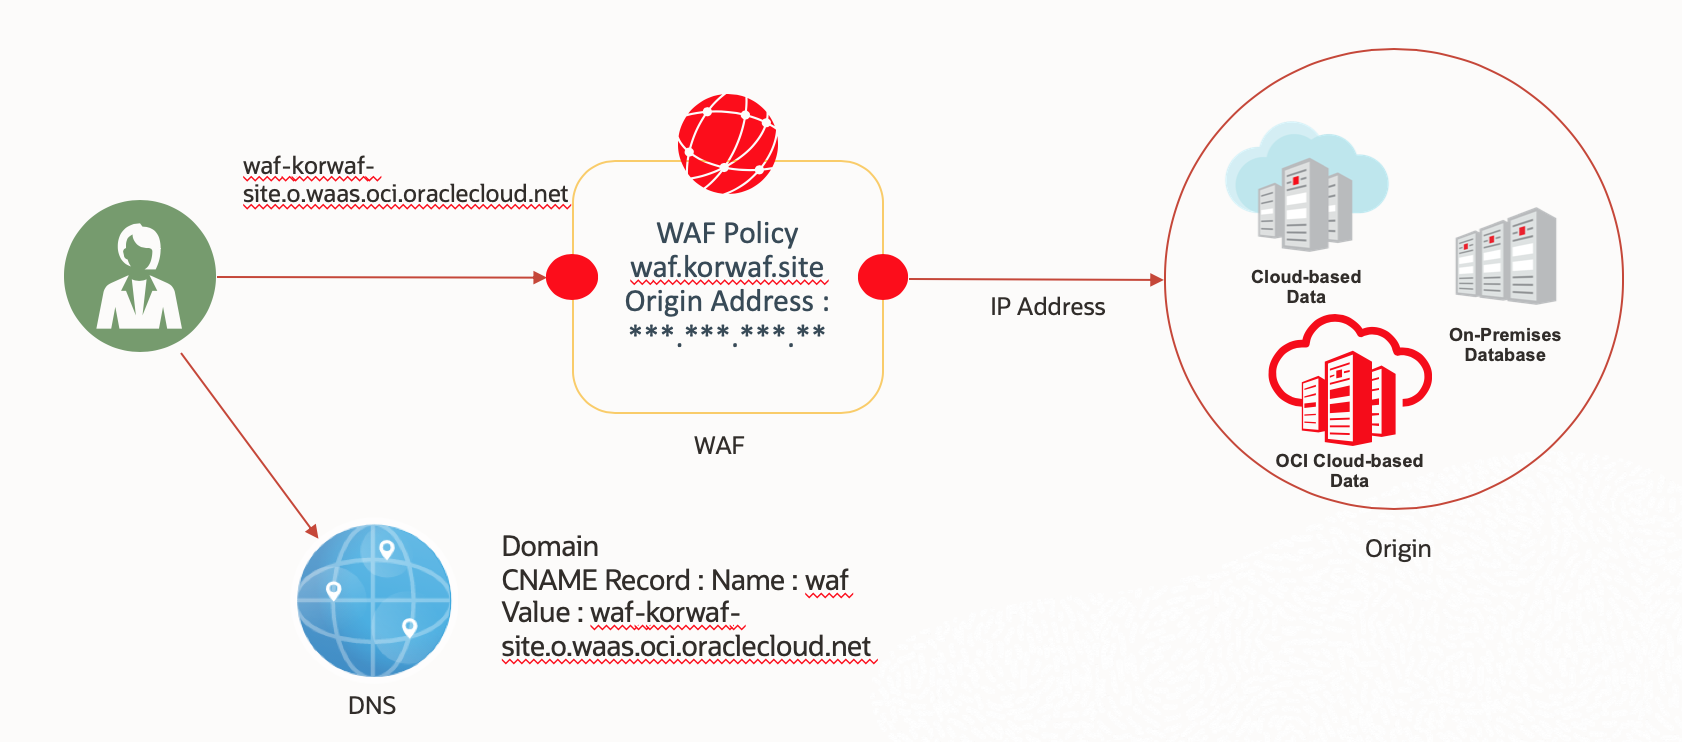 waf-korwaf-
site.o.waas.oci.oraclecloud.net
WAF Policy
waf.korwaf.site
Origin Address :
***.***.***.**
WAF
IP Address
Cloud-based
Data
On-Premises
Database
OCI Cloud-based
Data
Origin
Domain
CNAME Record : Name : waf
Value : waf-korwaf-
site.o.waas.oci.oraclecloud.net
DNS